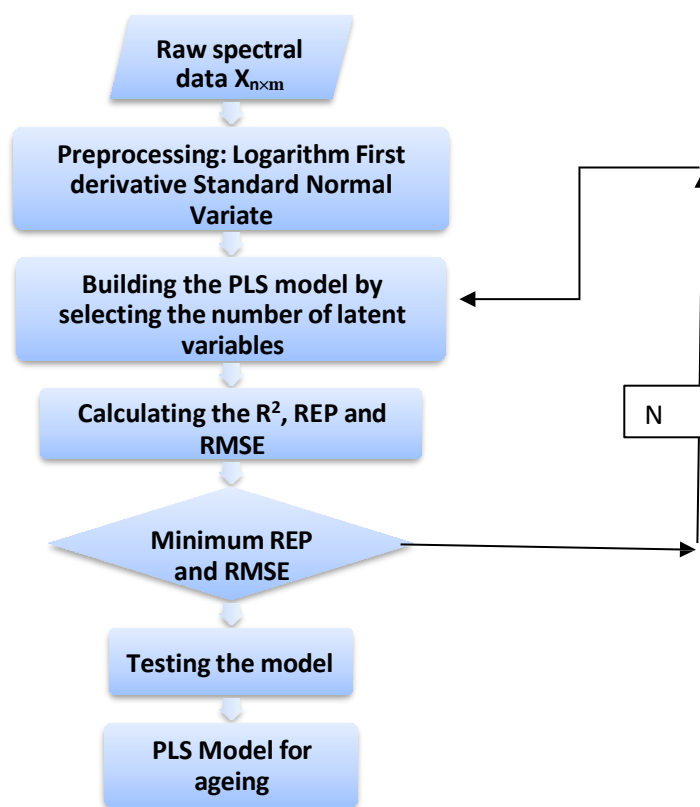 Raw spectral
data Xn×m
Preprocessing: Logarithm First
derivative Standard Normal
Variate
Building the PLS model by
selecting the number of latent
variables
Calculating the R², REP and
RMSE
N
Minimum REP
and RMSE
Testing the model
PLS Model for
ageing